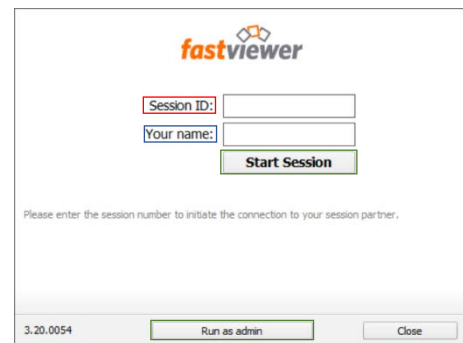 fastviewer
Session ID:
Your name:
Start Session
Please enter the session number to initiate the connection to your session partner.
3.20.0054 Run as admin Close